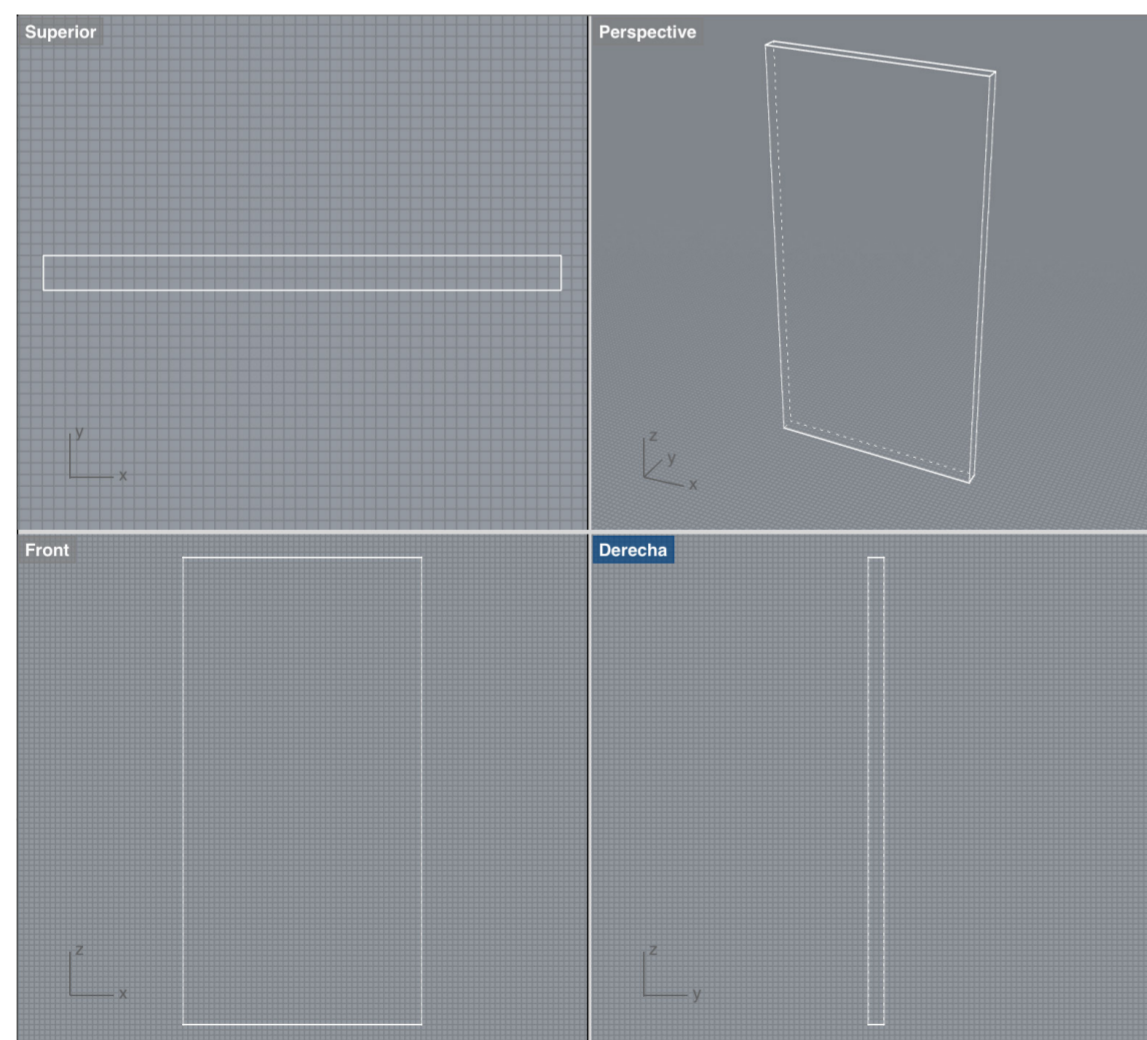 Superior
Perspective
y
x
z
y
x
Front
Derecha
z
x
z
y